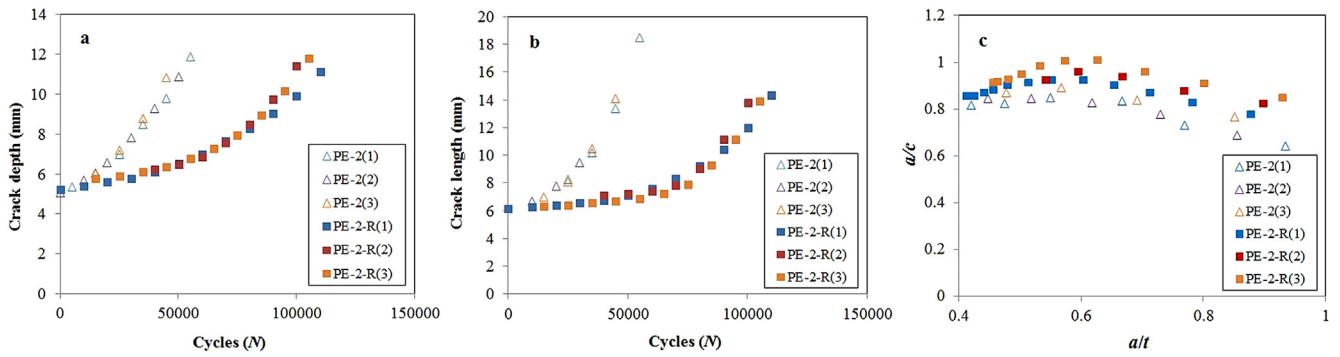 a
14
12
10
8
6
4
2
0
Crack depth (mm)
0
50000
100000
150000
Cycles (N)
PE-2(1)
PE-2(2)
PE-2(3)
PE-2-R(1)
PE-2-R(2)
PE-2-R(3)
b
20
18
16
14
12
10
8
6
4
2
0
Crack length (mm)
0
50000
100000
150000
Cycles (N)
PE-2(1)
PE-2(2)
PE-2(3)
PE-2-R(1)
PE-2-R(2)
PE-2-R(3)
c
1.2
1
0.8
0.6
0.4
0.2
0
a/c
0.4
0.6
0.8
1
a/t
PE-2(1)
PE-2(2)
PE-2(3)
PE-2-R(1)
PE-2-R(2)
PE-2-R(3)